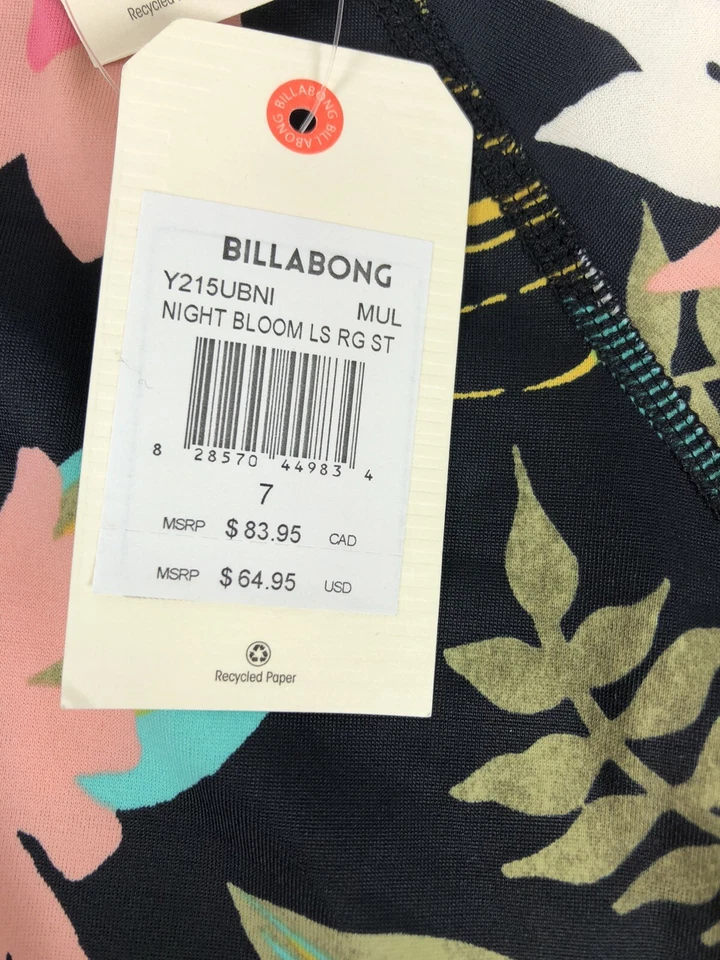 Recycled
BILLABONG BILLABONG
BILLABONG
Y215UBNI MUL
NIGHT BLOOM LS RG ST
8 28570 44983 4
7
MSRP $83.95 CAD
MSRP $64.95 USD
Recycled Paper